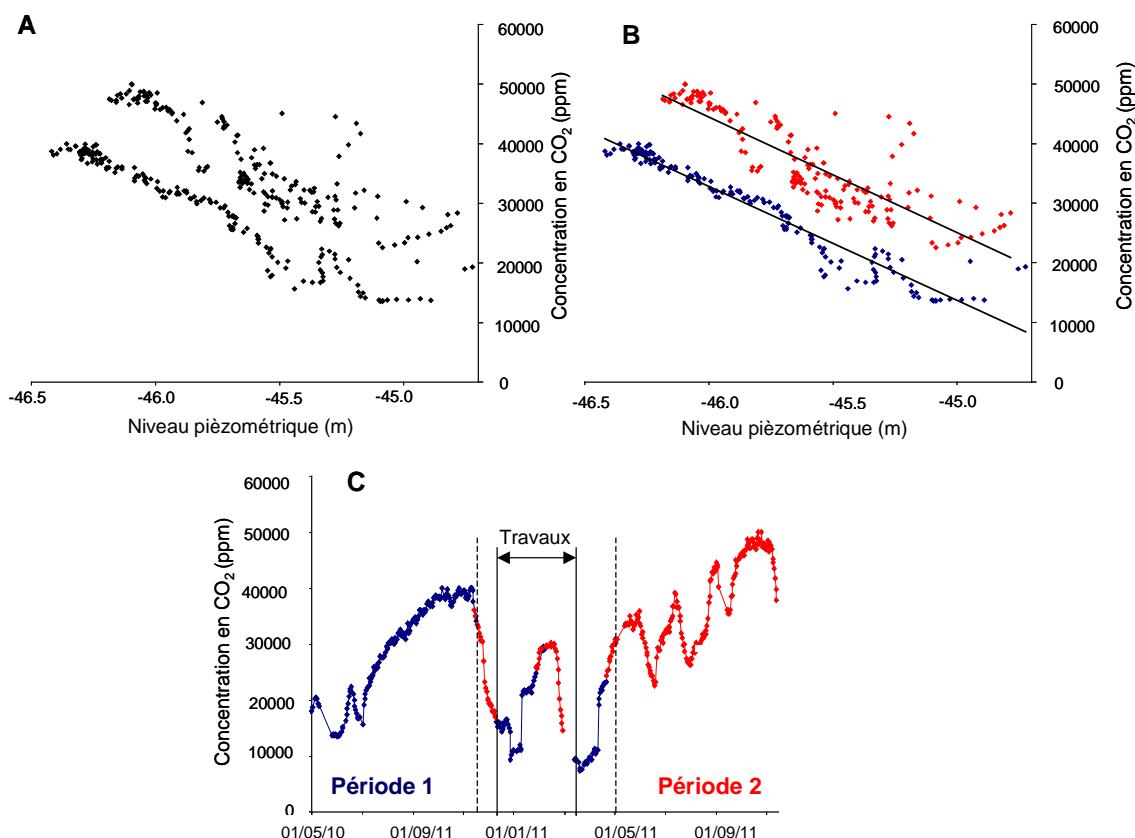 A
60000
50000
40000
30000
20000
10000
0
Concentration en CO2 (ppm)
-46.5 -46.0 -45.5 -45.0
Niveau pièzométrique (m)
B
60000
50000
40000
30000
20000
10000
0
Concentration en CO2 (ppm)
-46.5 -46.0 -45.5 -45.0
Niveau pièzométrique (m)
C
60000
50000
40000
30000
20000
10000
0
Concentration en CO2 (ppm)
Travaux
Période 1
Période 2
01/05/10 01/09/11 01/01/11 01/05/11 01/09/11